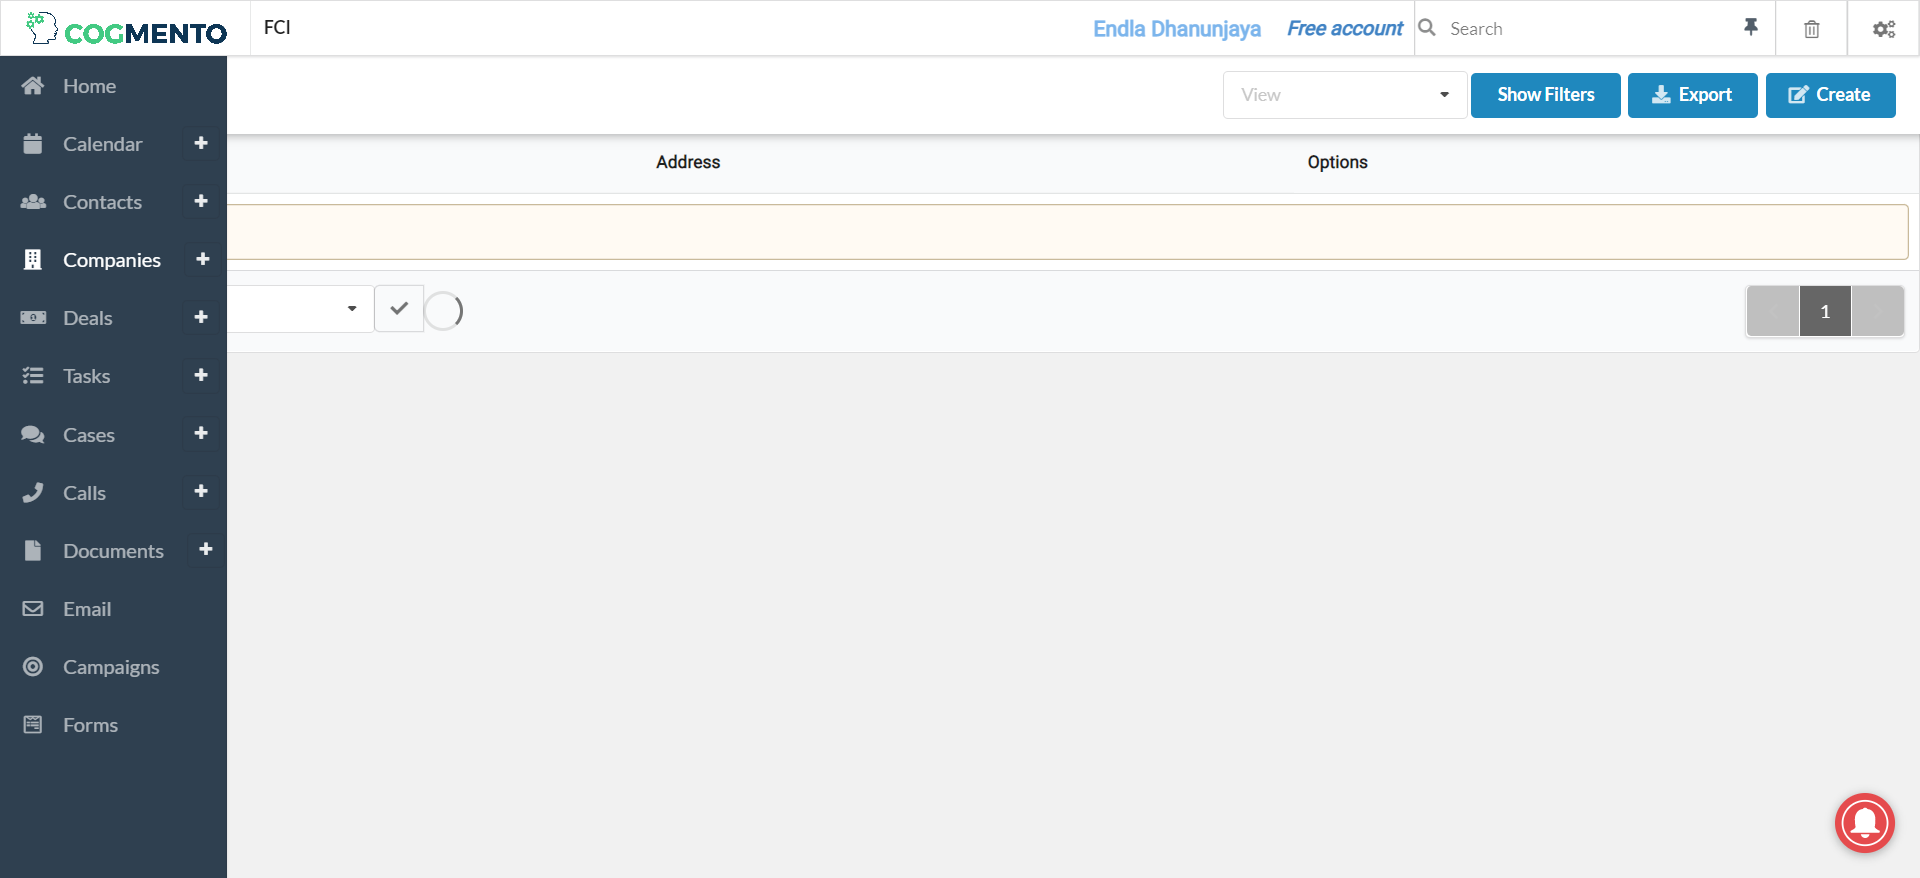 COGMENTO
FCI
Endla Dhanunjaya
Free account
Search
Home
Calendar
Contacts
Companies
Deals
Tasks
Cases
Calls
Documents
Email
Campaigns
Forms
View
Show Filters
Export
Create
Address
Options
1